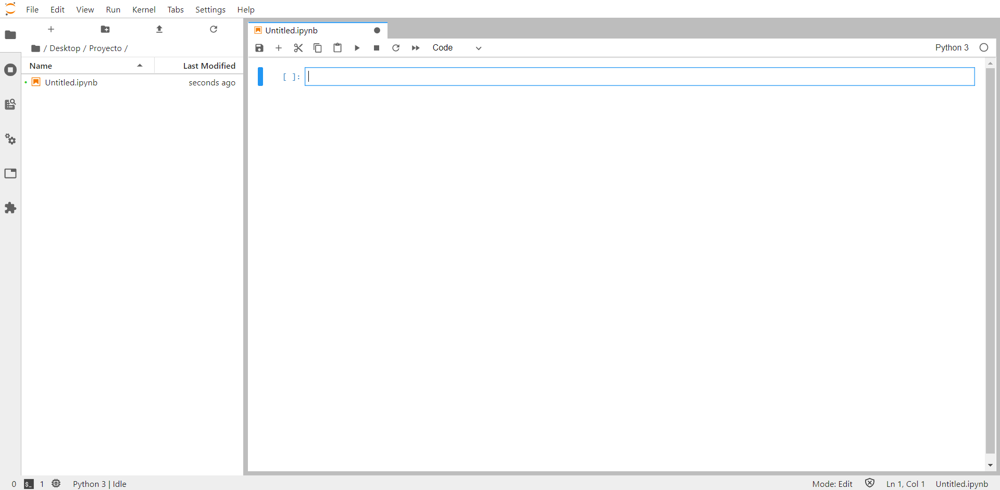 File Edit View Run Kernel Tabs Settings Help
/ Desktop / Proyecto /
Name Last Modified
Untitled.ipynb seconds ago
Untitled.ipynb
Code Python 3
[ ]:
0 $_ 1 Python 3 | Idle Mode: Edit Ln 1, Col 1 Untitled.ipynb